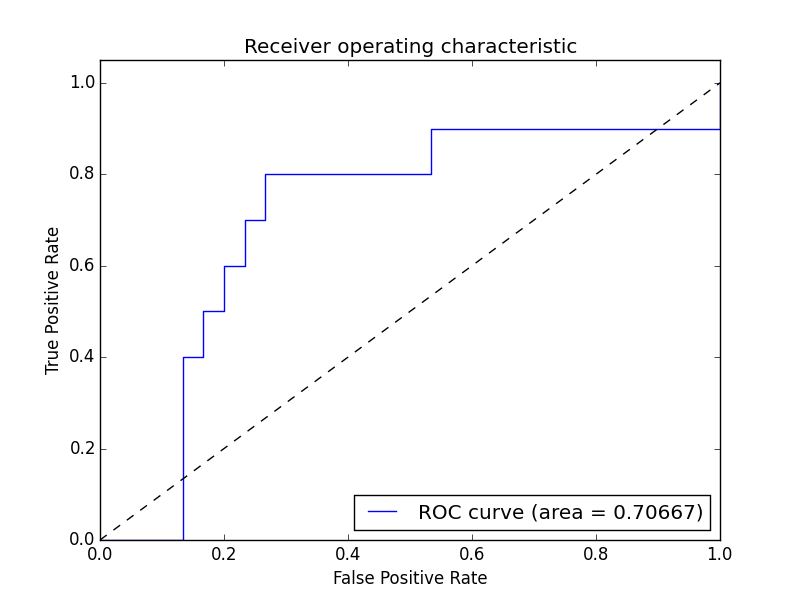 Receiver operating characteristic
1.0
0.8
0.6
0.4
0.2
0.0
True Positive Rate
ROC curve (area = 0.70667)
0.0 0.2 0.4 0.6 0.8 1.0
False Positive Rate